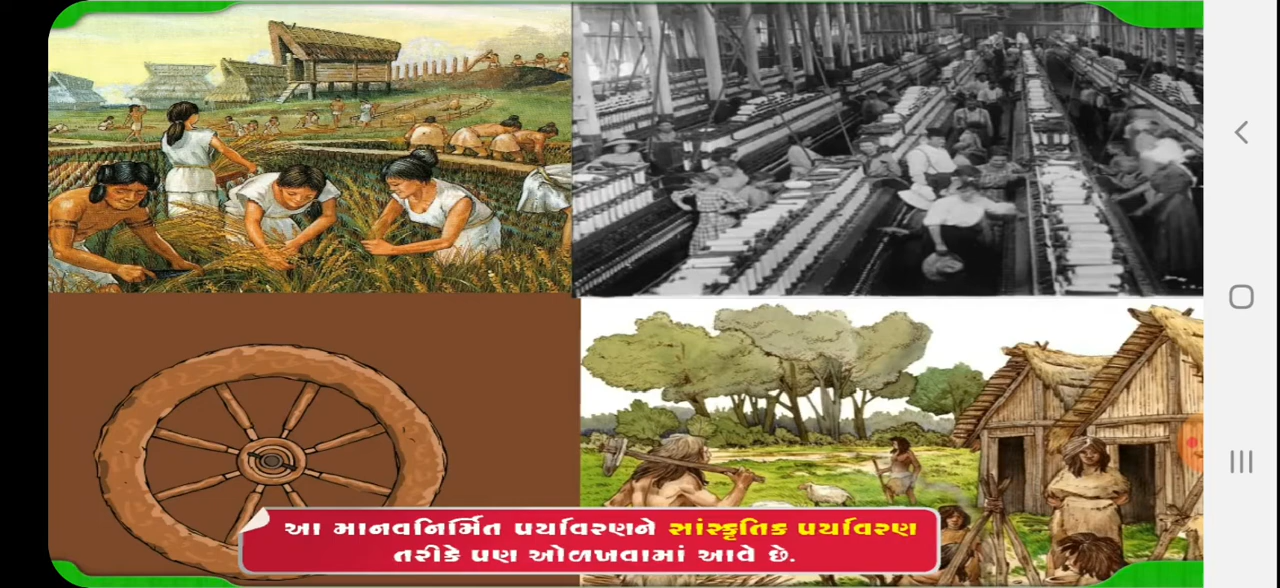 આ માનવનિર્મિત પર્યાવરણને સાંસ્કૃતિક પર્યાવરણ
તરીકે પણ ઓળખવામાં આવે છે.